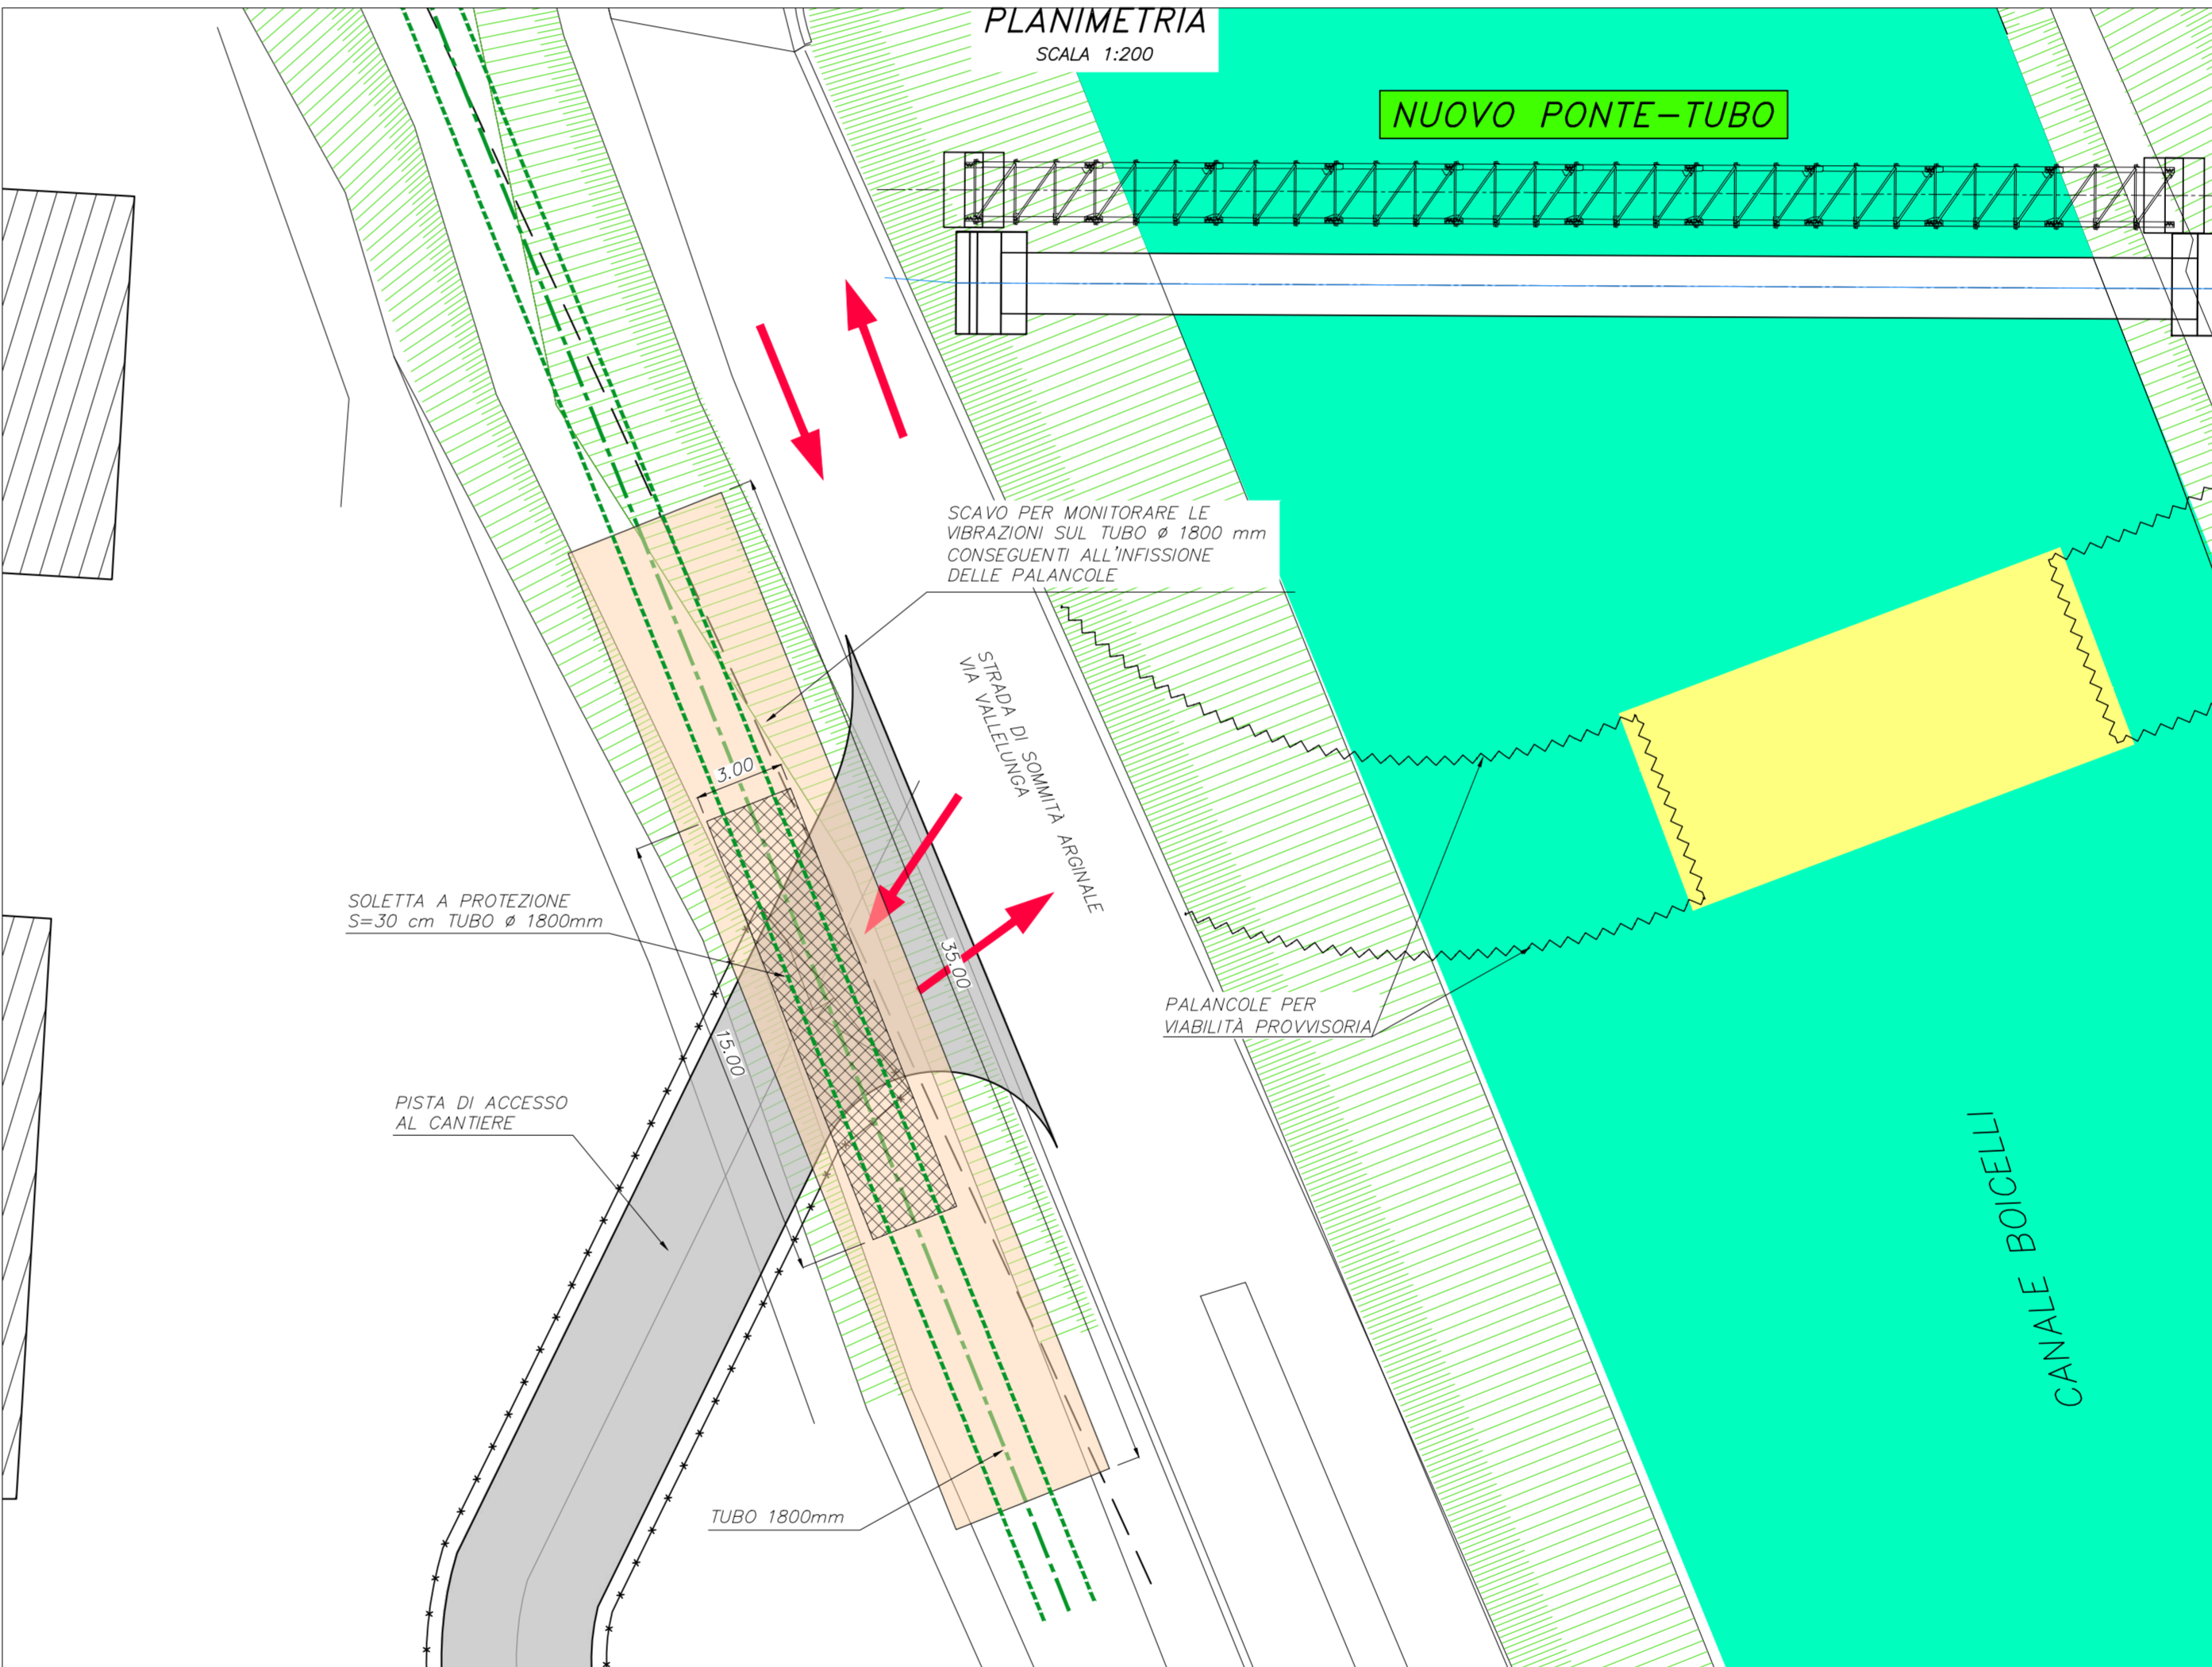 PLANIMETRIA
SCALA 1:200
NUOVO PONTE-TUBO
SCAVO PER MONITORARE LE
VIBRAZIONI SUL TUBO ø 1800 mm
CONSEGUENTI ALL'INFISSIONE
DELLE PALANCOLE
STRADA DI SOMMITÀ ARGINALE
VIA VALLELUNGA
3.00
SOLETTA A PROTEZIONE
S=30 cm TUBO ø 1800mm
35.00
15.00
PALANCOLE PER
VIABILITÀ PROVVISORIA
PISTA DI ACCESSO
AL CANTIERE
CANALE BOICELLI
TUBO 1800mm